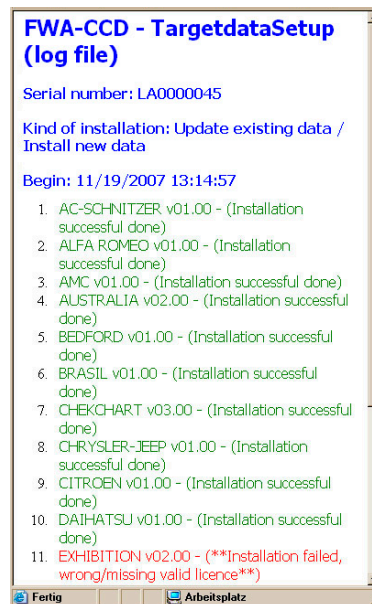 FWA-CCD - TargetdataSetup
(log file)
Serial number: LA0000045
Kind of installation: Update existing data /
Install new data
Begin: 11/19/2007 13:14:57
1. AC-SCHNITZER v01.00 - (Installation
successful done)
2. ALFA ROMEO v01.00 - (Installation
successful done)
3. AMC v01.00 - (Installation successful done)
4. AUSTRALIA v02.00 - (Installation successful
done)
5. BEDFORD v01.00 - (Installation successful
done)
6. BRASIL v01.00 - (Installation successful
done)
7. CHEKCHART v03.00 - (Installation successful
done)
8. CHRYSLER-JEEP v01.00 - (Installation
successful done)
9. CITROEN v01.00 - (Installation successful
done)
10. DAIHATSU v01.00 - (Installation successful
done)
11. EXHIBITION v02.00 - (**Installation failed,
wrong/missing valid licence**)
Fertig Arbeitsplatz